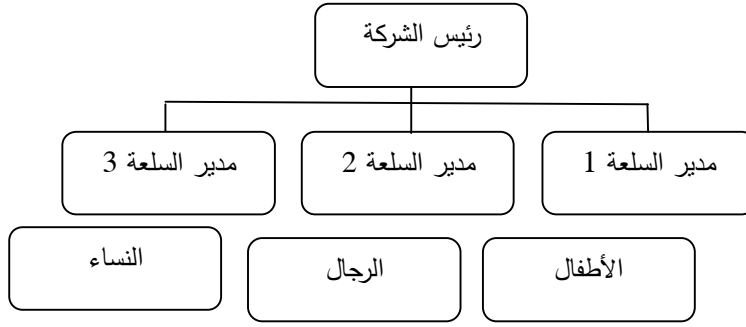 رئيس الشركة
مدير السلعة 1
مدير السلعة 2
مدير السلعة 3
الأطفال
الرجال
النساء